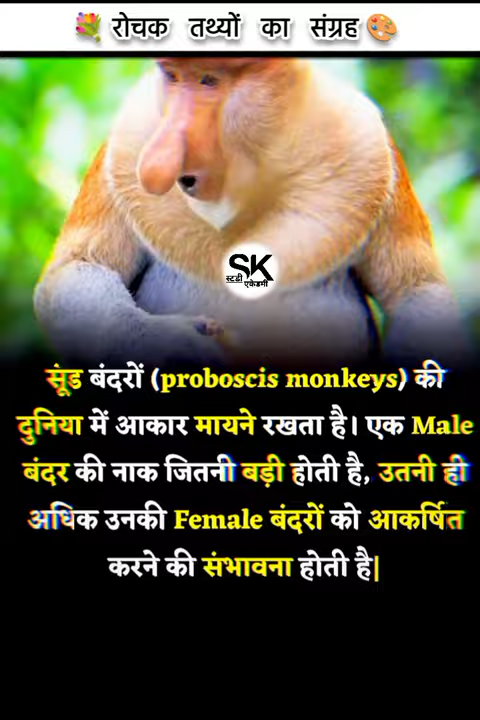 💐 रोचक तथ्यों का संग्रह 🎨
SK
स्टडी एकेडमी
सूंड बंदरों (proboscis monkeys) की
दुनिया में आकार मायने रखता है। एक Male
बंदर की नाक जितनी बड़ी होती है, उतनी ही
अधिक उनकी Female बंदरों को आकर्षित
करने की संभावना होती है|